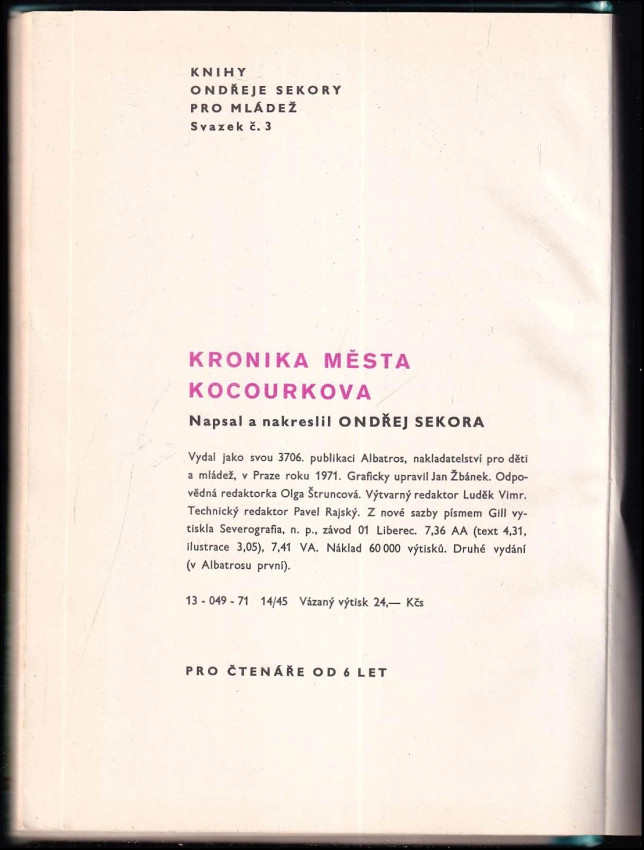 KNIHY
ONDŘEJE SEKORY
PRO MLÁDEŽ
Svazek č. 3
KRONIKA MĚSTA
KOCOURKOVA
Napsal a nakreslil ONDŘEJ SEKORA
Vydal jako svou 3706. publikaci Albatros, nakladatelství pro děti
a mládež, v Praze roku 1971. Graficky upravil Jan Žbánek. Odpo-
vědná redaktorka Olga Štruncová. Výtvarný redaktor Luděk Vimr.
Technický redaktor Pavel Rajský. Z nové sazby písmem Gill vy-
tiskla Severografia, n. p., závod 01 Liberec. 7,36 AA (text 4,31,
ilustrace 3,05), 7,41 VA. Náklad 60 000 výtisků. Druhé vydání
(v Albatrosu první).
13 - 049 - 71 14/45 Vázaný výtisk 24,— Kčs
PRO ČTENÁŘE OD 6 LET